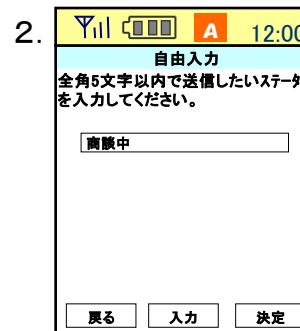 2.
A 12:00
自由入力
全角5文字以内で送信したいステータ
を入力してください。
商談中
戻る 入力 決定